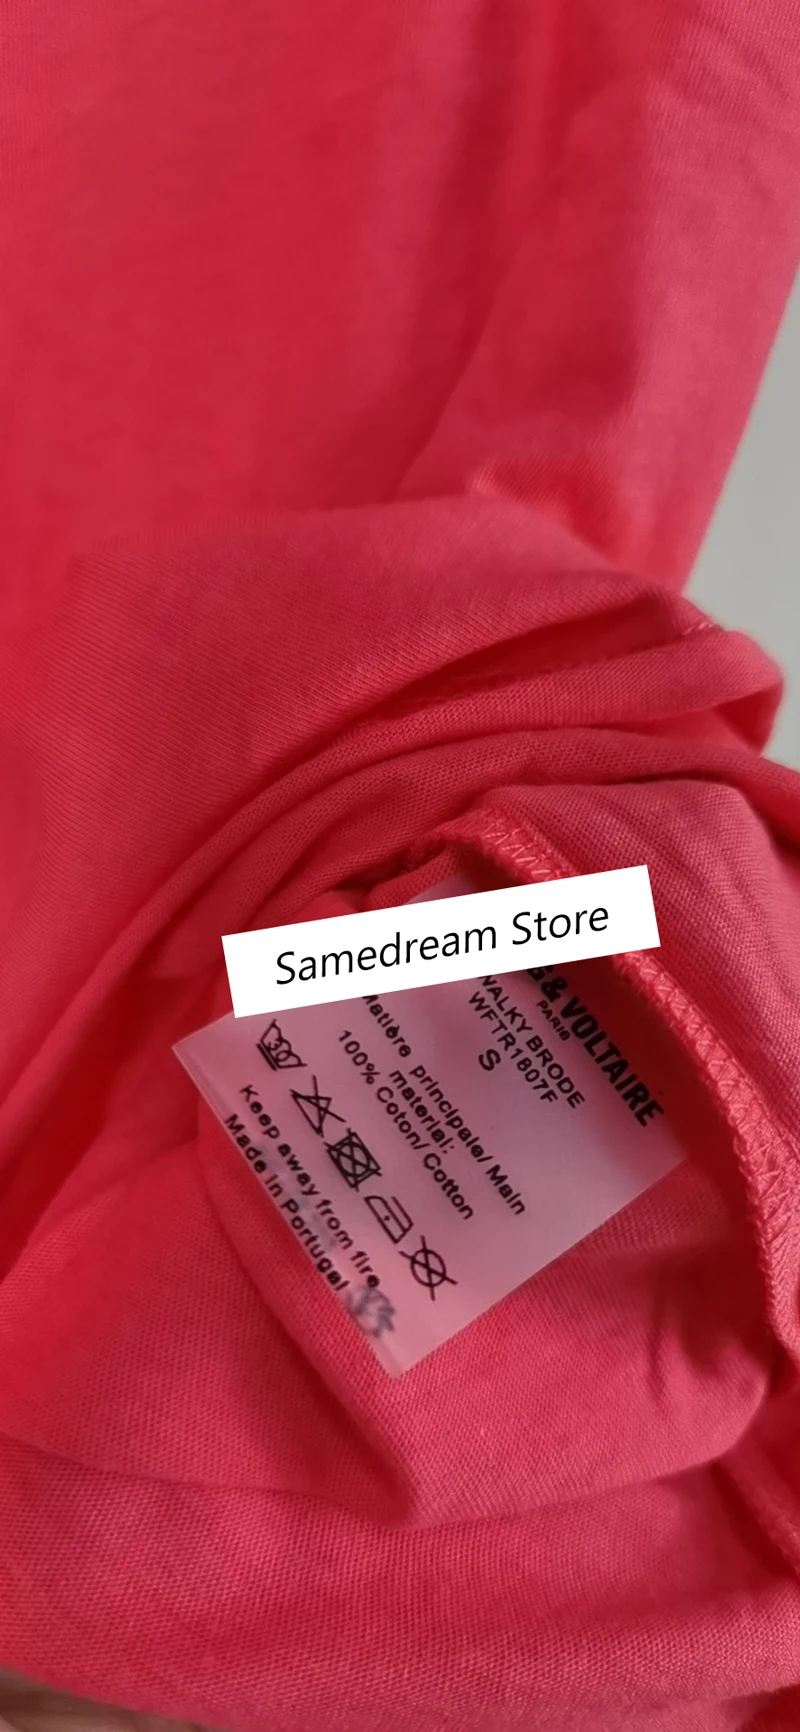 Samedream Store
G & VOLTAIRE
PARIS
WALKY BRODE
WFTR1807F
S
Matière principale/ Main
material:
100% Coton/ Cotton
30
Keep away from fire
Made in Portugal